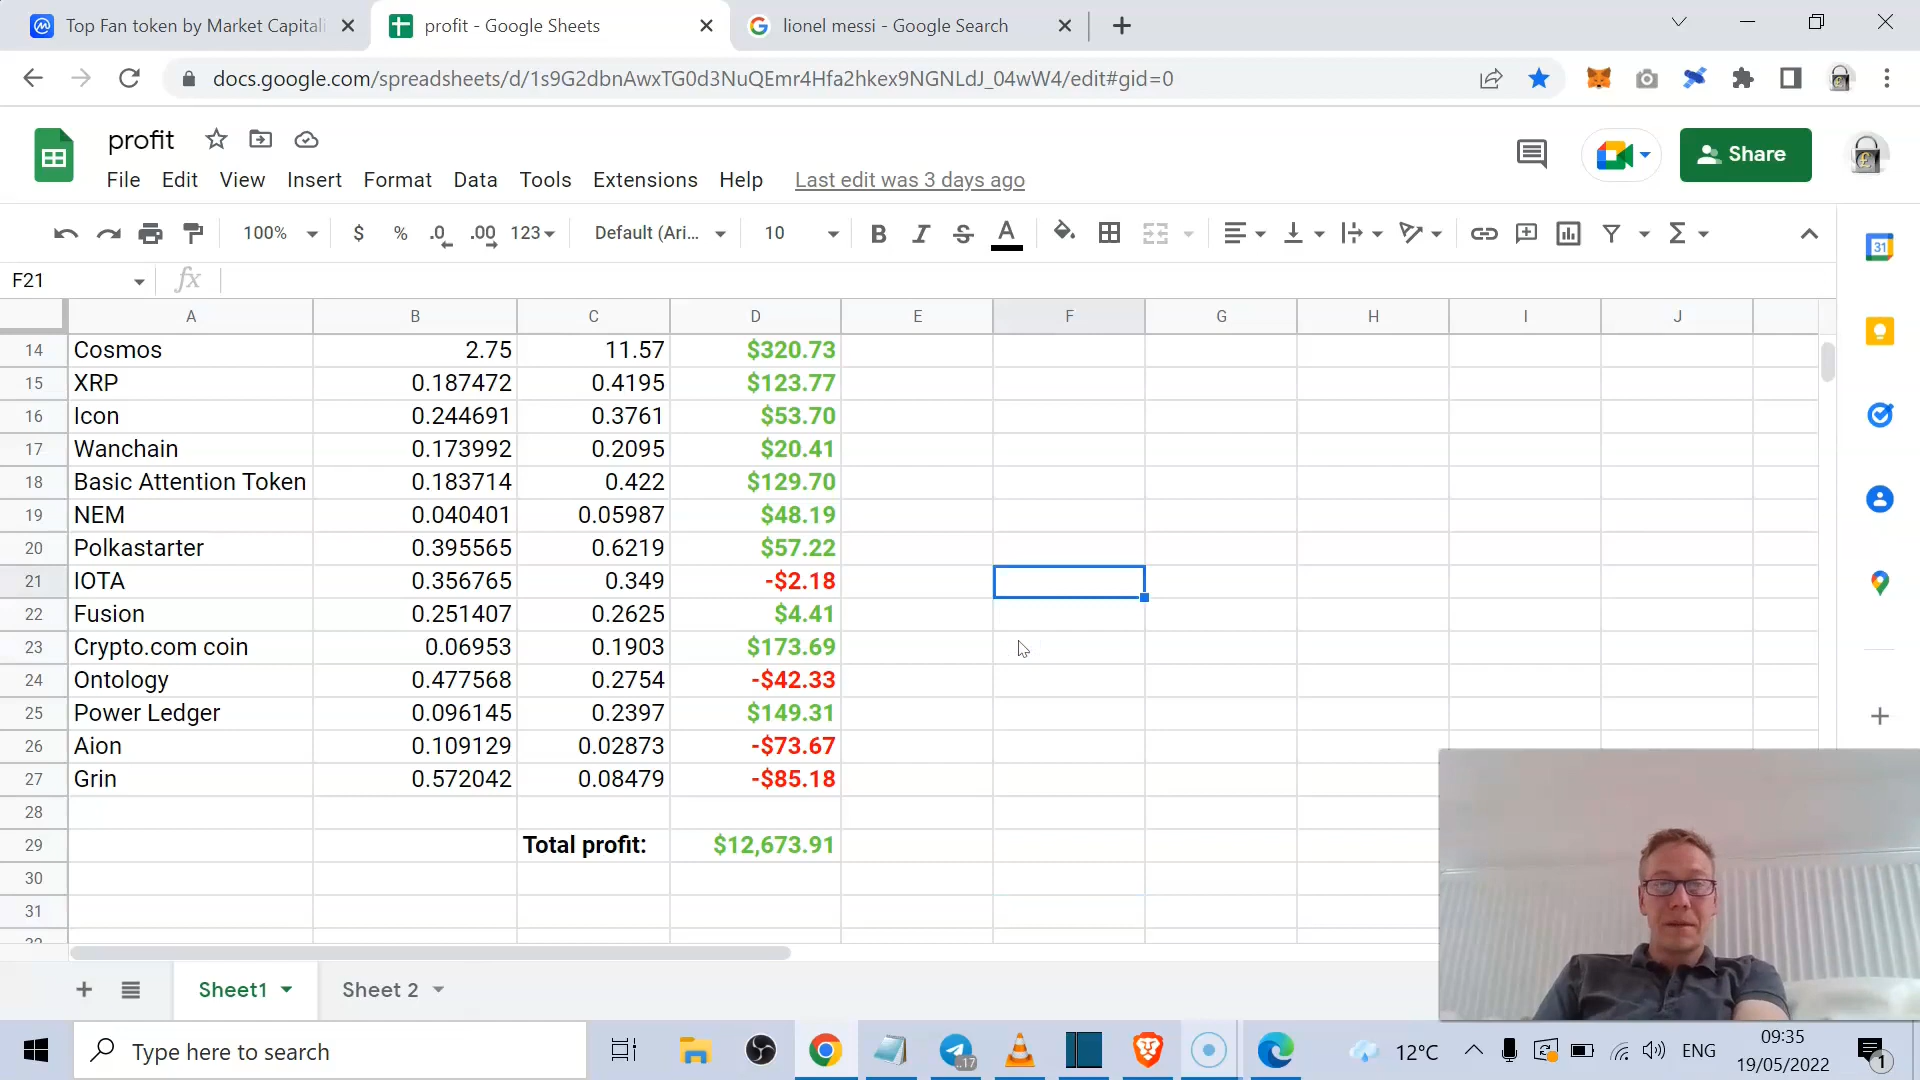 Top Fan token by Market Capitali
profit - Google Sheets
lionel messi - Google Search
docs.google.com/spreadsheets/d/1s9G2dbnAwxTG0d3NuQEmr4Hfa2hkex9NGNLdJ_04wW4/edit#gid=0
profit
Share
File Edit View Insert Format Data Tools Extensions Help Last edit was 3 days ago
100% $ % .0 .00 123 Default (Ari... 10 B I S A
31
F21 fx
A B C D E F G H I J
14 Cosmos 2.75 11.57 $320.73
15 XRP 0.187472 0.4195 $123.77
16 Icon 0.244691 0.3761 $53.70
17 Wanchain 0.173992 0.2095 $20.41
18 Basic Attention Token 0.183714 0.422 $129.70
19 NEM 0.040401 0.05987 $48.19
20 Polkastarter 0.395565 0.6219 $57.22
21 IOTA 0.356765 0.349 -$2.18
22 Fusion 0.251407 0.2625 $4.41
23 Crypto.com coin 0.06953 0.1903 $173.69
24 Ontology 0.477568 0.2754 -$42.33
25 Power Ledger 0.096145 0.2397 $149.31
26 Aion 0.109129 0.02873 -$73.67
27 Grin 0.572042 0.08479 -$85.18
28
29 Total profit: $12,673.91
30
31
32
Sheet1 Sheet 2
Type here to search
17
12°C
ENG
09:35
19/05/2022
1